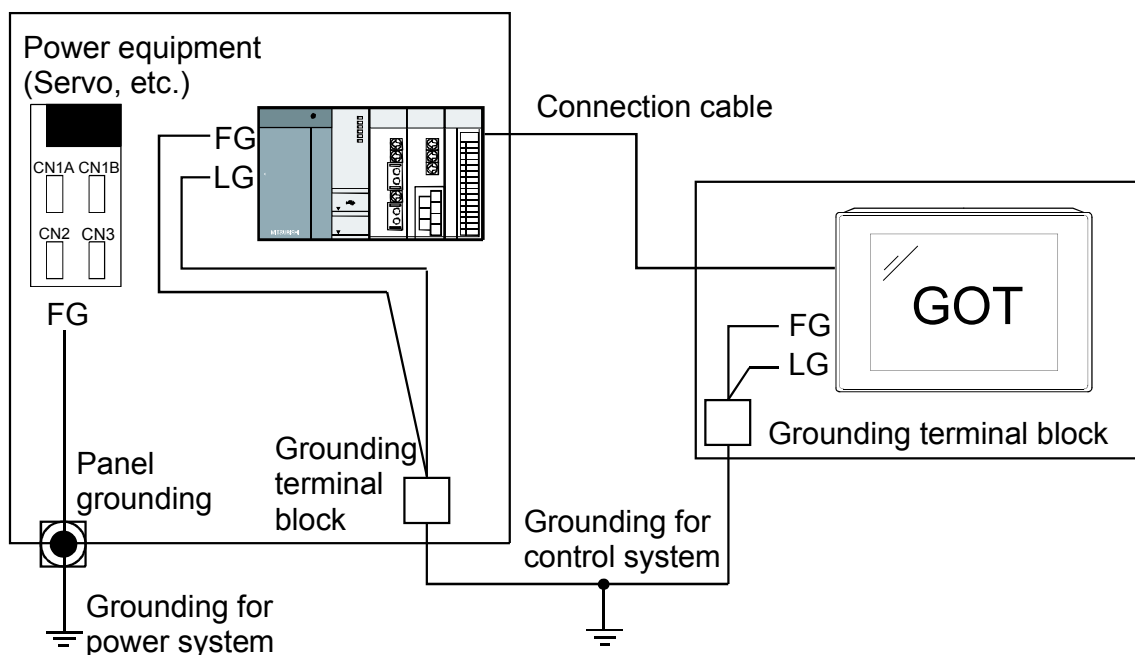 Power equipment
(Servo, etc.)
CN1A CN1B
CN2 CN3
FG
FG
LG
MITSUBISHI
Connection cable
GOT
FG
LG
Grounding terminal block
Panel
grounding
Grounding
terminal
block
Grounding for
control system
Grounding for
power system